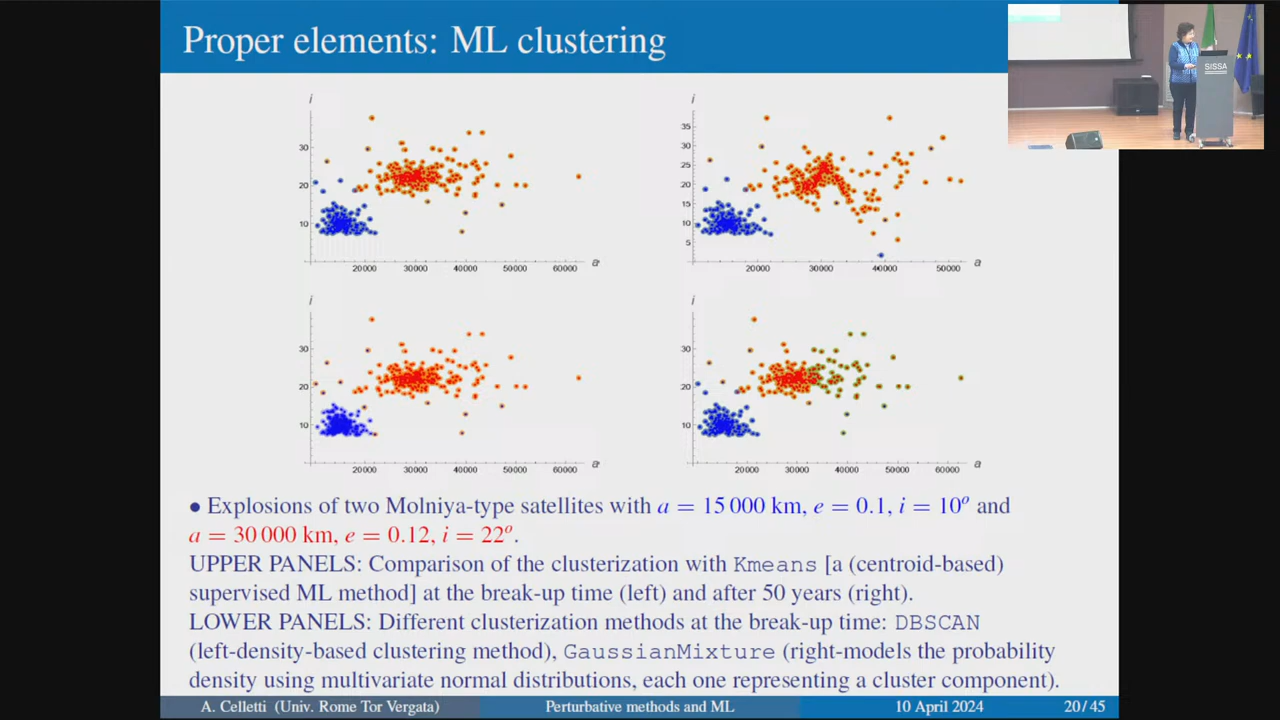 Proper elements: ML clustering
SISSA
i
30
20
10
20000 30000 40000 50000 60000
a
i
35
30
25
20
15
10
5
20000 30000 40000 50000
a
i
30
20
10
20000 30000 40000 50000 60000
a
i
30
20
10
20000 30000 40000 50000 60000
a
• Explosions of two Molniya-type satellites with a = 15 000 km, e = 0.1, i = 10º and
a = 30 000 km, e = 0.12, i = 22º.
UPPER PANELS: Comparison of the clusterization with Kmeans [a (centroid-based)
supervised ML method] at the break-up time (left) and after 50 years (right).
LOWER PANELS: Different clusterization methods at the break-up time: DBSCAN
(left-density-based clustering method), GaussianMixture (right-models the probability
density using multivariate normal distributions, each one representing a cluster component).
A. Celletti (Univ. Rome Tor Vergata) Perturbative methods and ML 10 April 2024 20 / 45